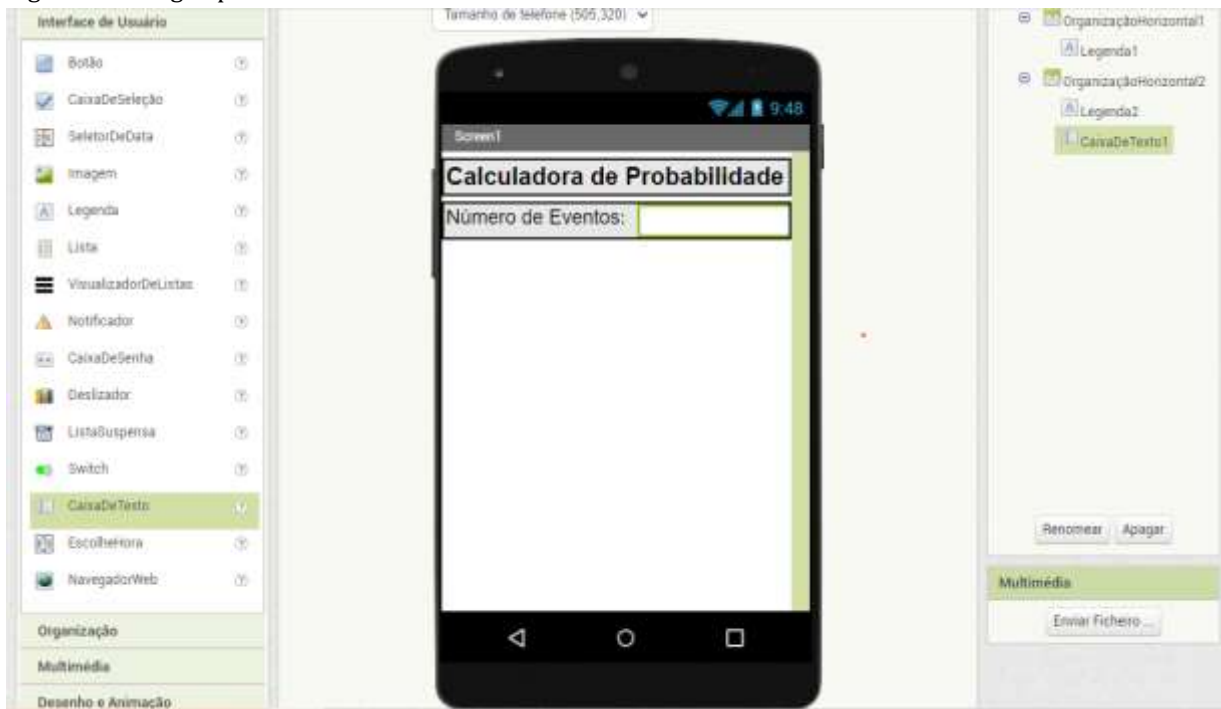 Interface de Usuário
Botão
CaixaDeSeleção
SeletorDeData
Imagem
Legenda
Lista
VisualizadorDeListas
Notificador
CaixaDeSenha
Deslizador
ListaSuspensa
Switch
CaixaDeTexto
EscolheHora
NavegadorWeb
Organização
Multimédia
Desenho e Animação
Tamanho de telefone (505,320)
9:48
Screen1
Calculadora de Probabilidade
Número de Eventos:
OrganizaçãoHorizontal1
Legenda1
OrganizaçãoHorizontal2
Legenda2
CaixaDeTexto1
Renomear Apagar
Multimédia
Enviar Ficheiro ...